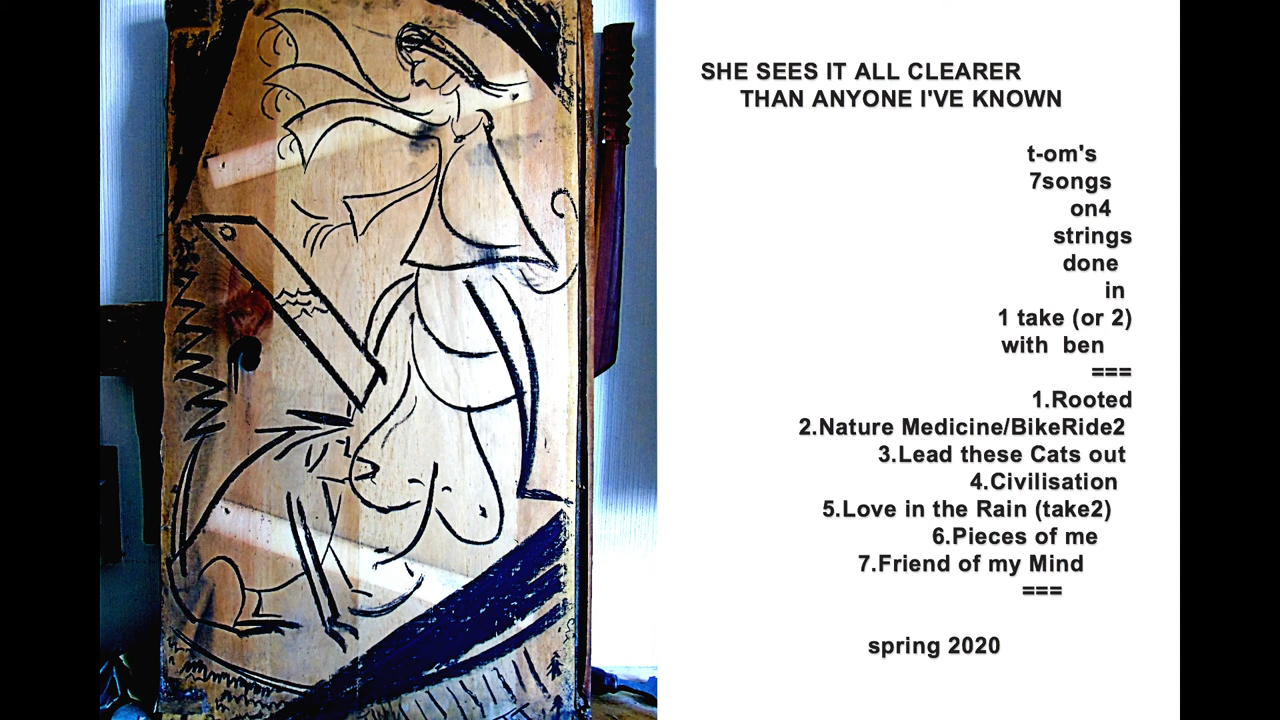 SHE SEES IT ALL CLEARER
THAN ANYONE I'VE KNOWN
t-om's
7songs
on4
strings
done
in
1 take (or 2)
with ben
===
1.Rooted
2.Nature Medicine/BikeRide2
3.Lead these Cats out
4.Civilisation
5.Love in the Rain (take2)
6.Pieces of me
7.Friend of my Mind
===
spring 2020